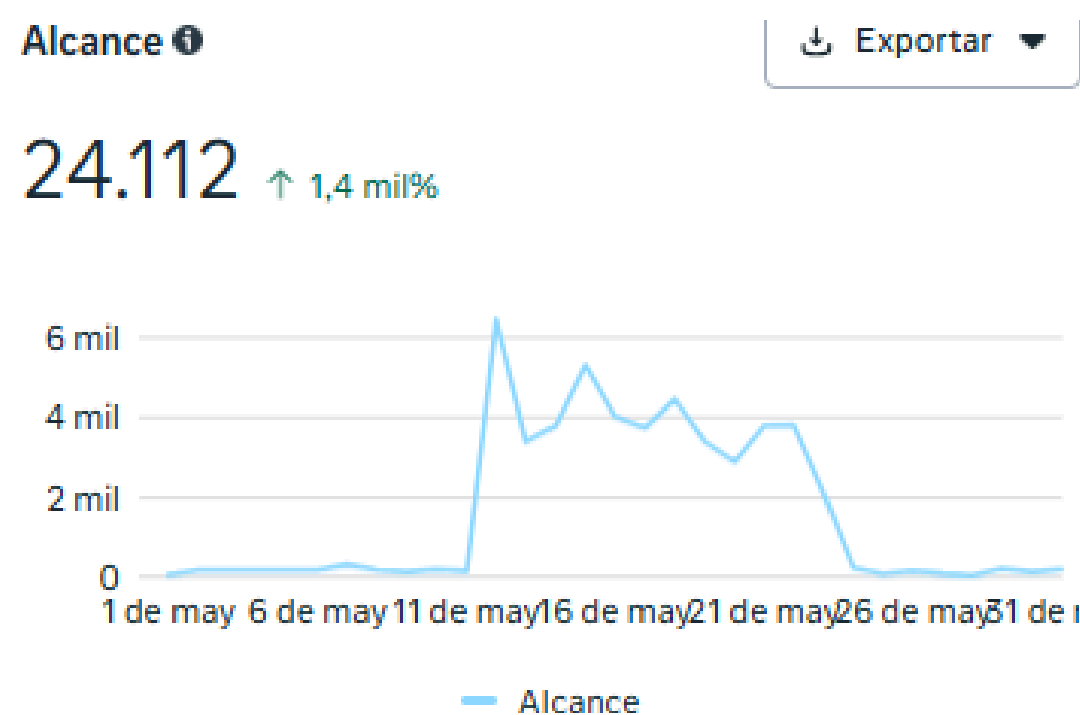 Alcance
Exportar
24.112 ↑ 1,4 mil%
6 mil
4 mil
2 mil
0
1 de may 6 de may 11 de may 16 de may 21 de may 26 de may 31 de
Alcance